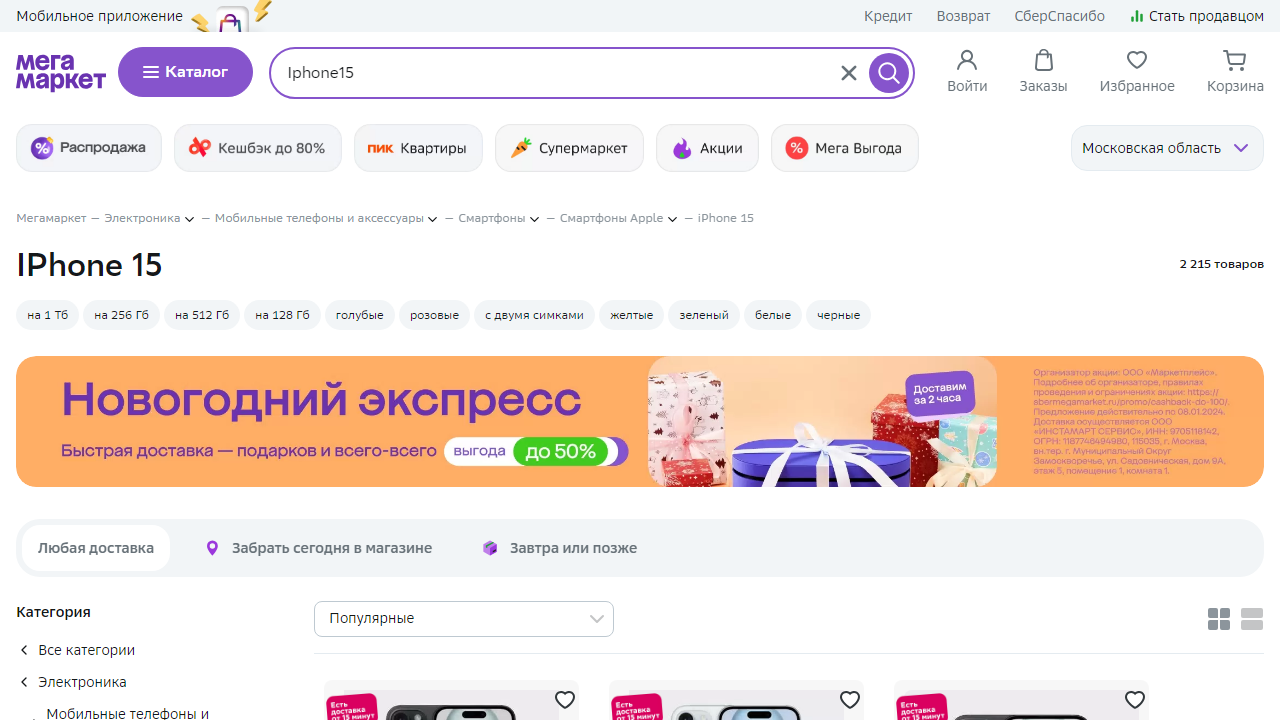 Мобильное приложение
Кредит
Возврат
СберСпасибо
Стать продавцом
мега
маркет
Каталог
Iphone15
Войти
Заказы
Избранное
Корзина
Распродажа
Кешбэк до 80%
ПИК Квартиры
Супермаркет
Акции
Мега Выгода
Московская область
Мегамаркет — Электроника — Мобильные телефоны и аксессуары — Смартфоны — Смартфоны Apple — iPhone 15
IPhone 15
2 215 товаров
на 1 Тб
на 256 Гб
на 512 Гб
на 128 Гб
голубые
розовые
с двумя симками
желтые
зеленый
белые
черные
Новогодний экспресс
Быстрая доставка — подарков и всего-всего
выгода
до 50%
Доставим
за 2 часа
Организатор акции: ООО «Маркетплейс».
Подробнее об организаторе, правилах
проведения и ограничениях акции: https://
sbermegamarket.ru/promo/cashback-do-100/.
Предложение действительно по 08.01.2024.
Доставка осуществляется ООО
«ИНСТАМАРТ СЕРВИС», ИНН: 9705118142,
ОГРН: 1187746494980, 115035, г. Москва,
вн.тер. г. Муниципальный Округ
Замоскворечье, ул. Садовническая, дом 9А,
этаж 5, помещение 1, комната 1.
Любая доставка
Забрать сегодня в магазине
Завтра или позже
Категория
Популярные
Все категории
Электроника
Мобильные телефоны и
Есть
доставка
от 15 минут
Есть
доставка
от 15 минут
Есть
доставка
от 15 минут